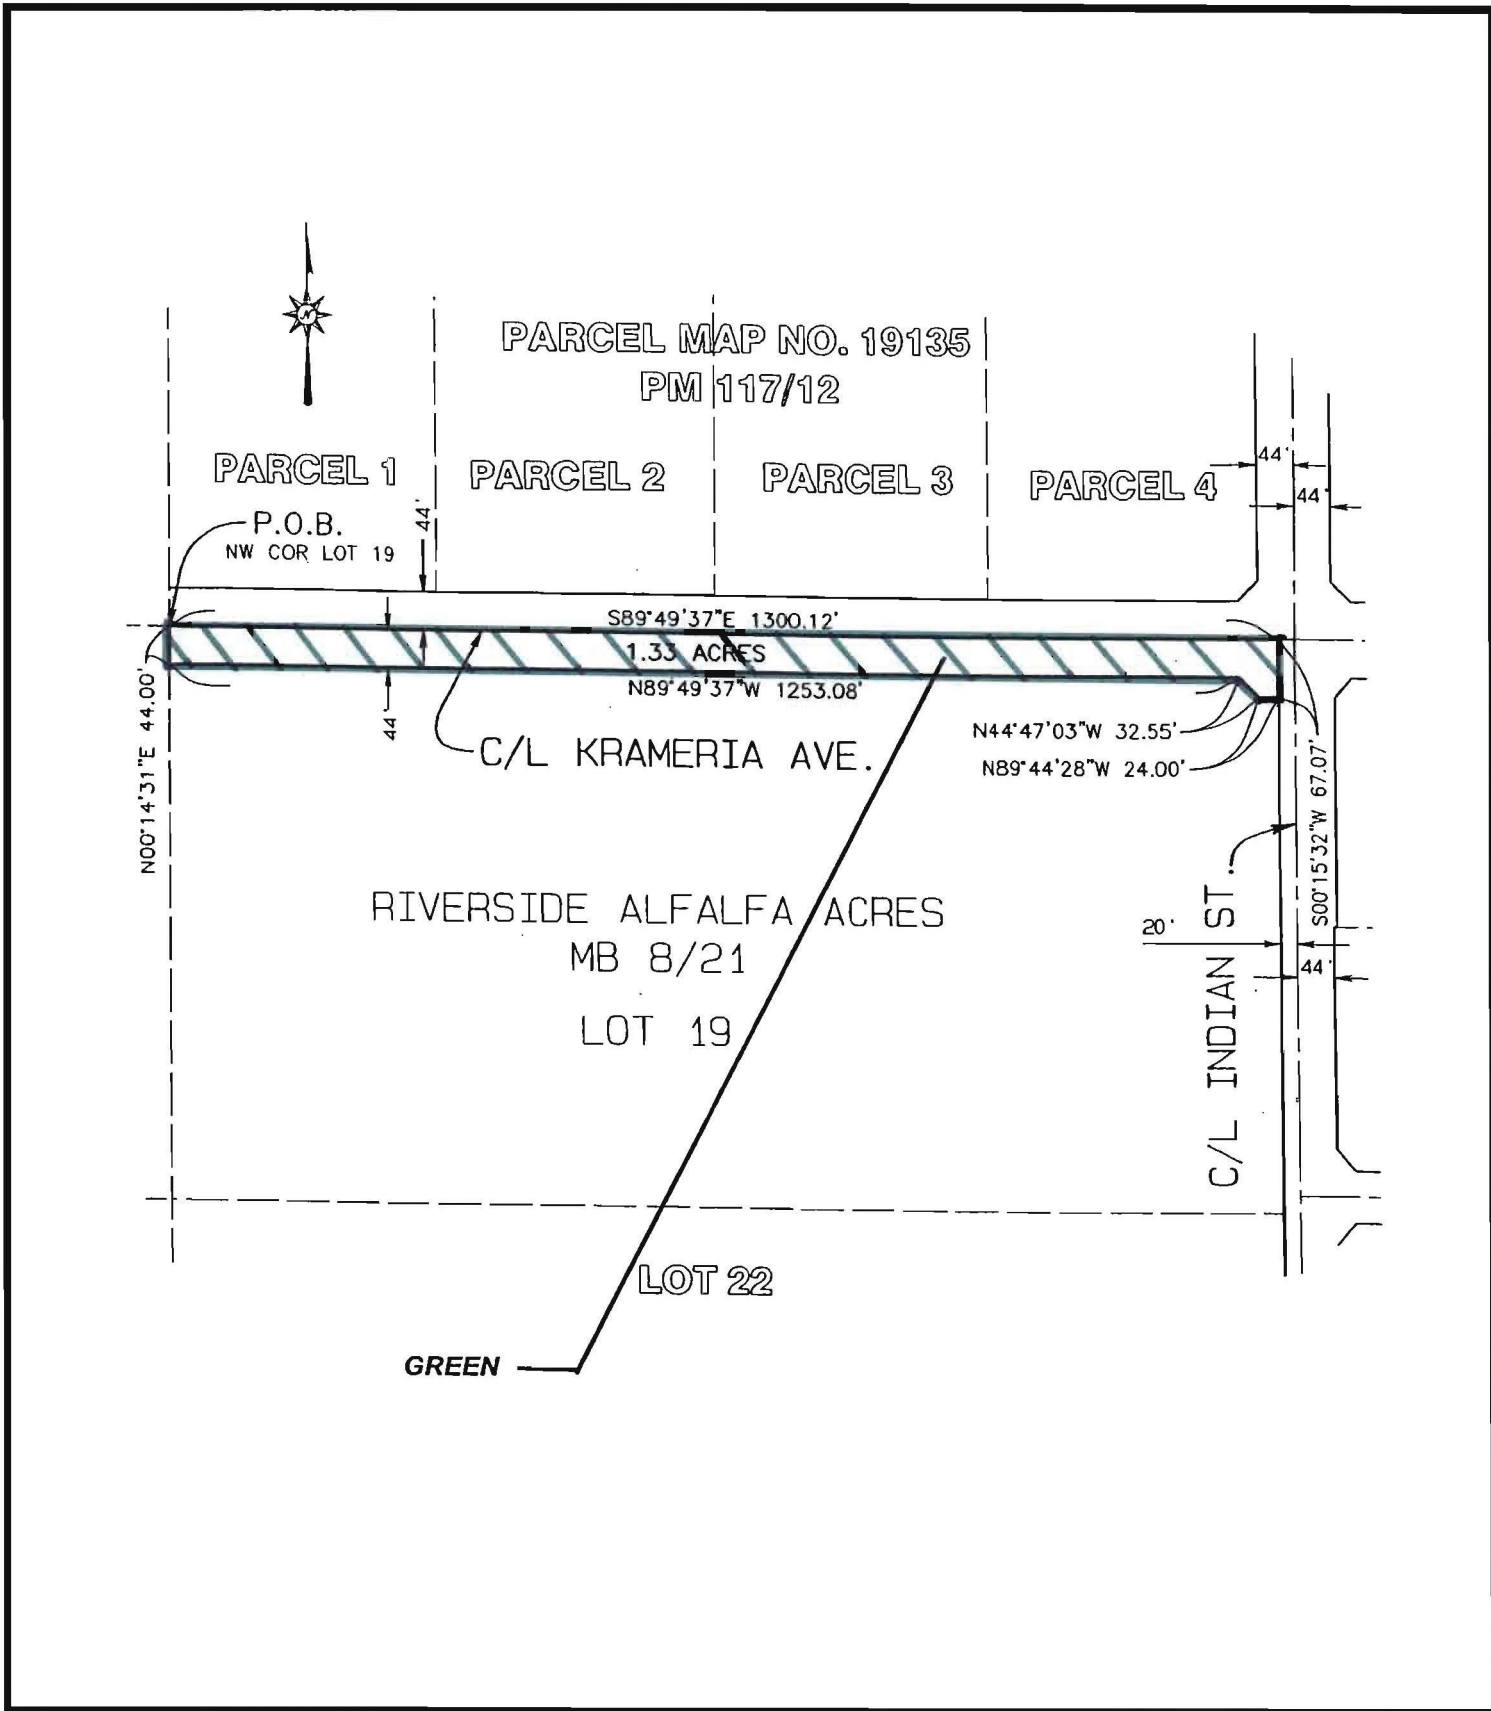 N
PARCEL MAP NO. 19135
PM 117/12
PARCEL 1
PARCEL 2
PARCEL 3
PARCEL 4
44'
44'
P.O.B.
NW COR LOT 19
44'
S89°49'37"E 1300.12'
1.33 ACRES
N89°49'37"W 1253.08'
N00°14'31"E 44.00'
44'
C/L KRAMERIA AVE.
N44°47'03"W 32.55'
N89°44'28"W 24.00'
S00°15'32"W 67.07'
RIVERSIDE ALFALFA ACRES
MB 8/21
LOT 19
20'
44'
C/L INDIAN ST.
LOT 22
GREEN